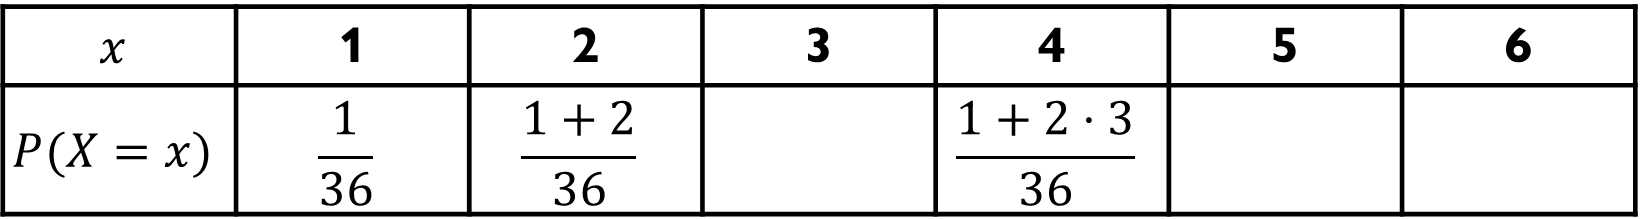 x 1 2 3 4 5 6
P(X = x) 1/36 (1 + 2)/36 (1 + 2 · 3)/36